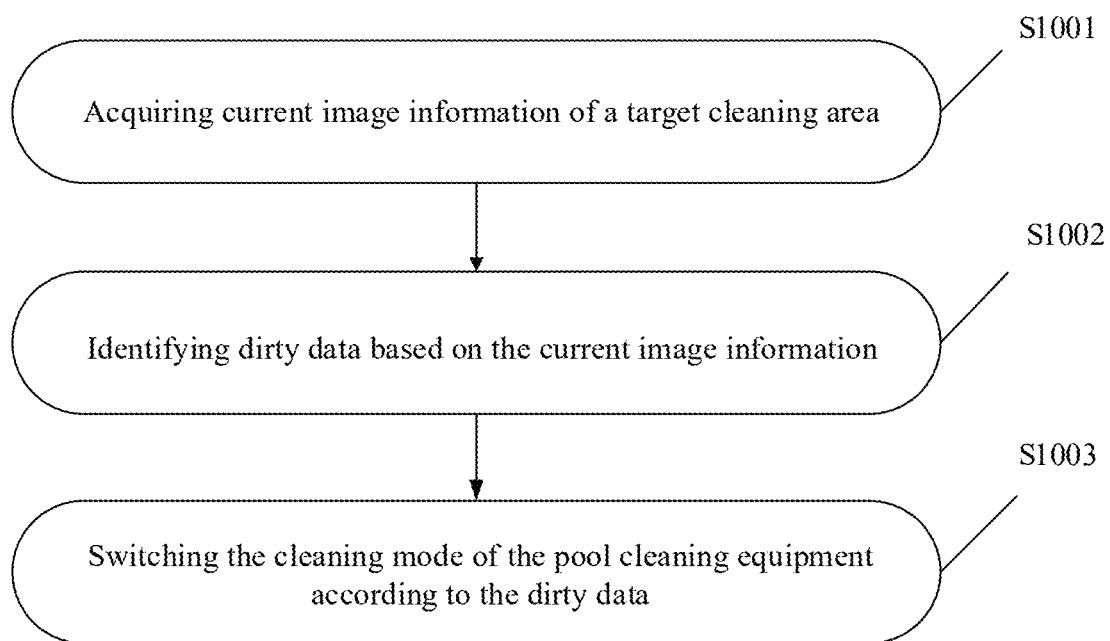 S1001
Acquiring current image information of a target cleaning area
S1002
Identifying dirty data based on the current image information
S1003
Switching the cleaning mode of the pool cleaning equipment
according to the dirty data